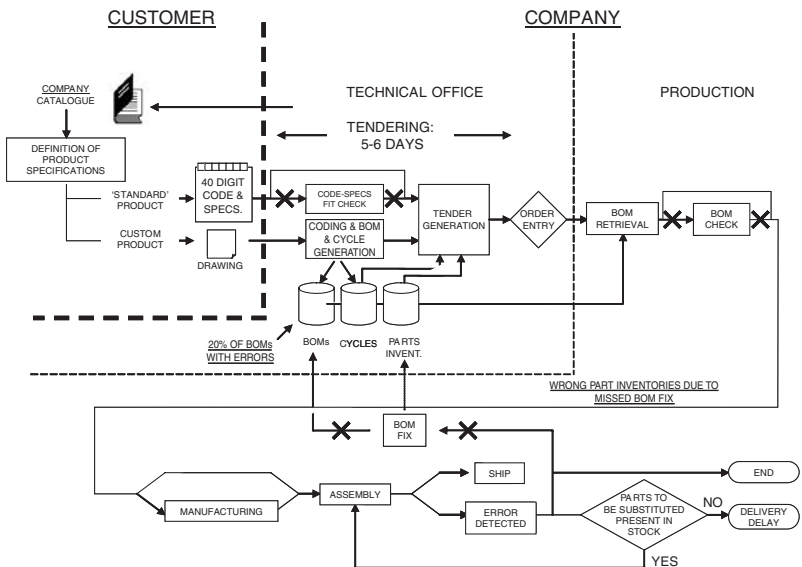 CUSTOMER
COMPANY
COMPANY
CATALOGUE
TECHNICAL OFFICE
PRODUCTION
TENDERING:
5-6 DAYS
DEFINITION OF
PRODUCT
SPECIFICATIONS
'STANDARD'
PRODUCT
40 DIGIT
CODE &
SPECS.
CODE-SPECS
FIT CHECK
TENDER
GENERATION
ORDER
ENTRY
BOM
RETRIEVAL
BOM
CHECK
CUSTOM
PRODUCT
DRAWING
CODING & BOM
& CYCLE
GENERATION
20% OF BOMs
WITH ERRORS
BOMs
CYCLES
PARTS
INVENT.
WRONG PART INVENTORIES DUE TO
MISSED BOM FIX
BOM
FIX
MANUFACTURING
ASSEMBLY
SHIP
ERROR
DETECTED
PARTS TO
BE SUBSTITUTED
PRESENT IN
STOCK
END
NO
DELIVERY
DELAY
YES